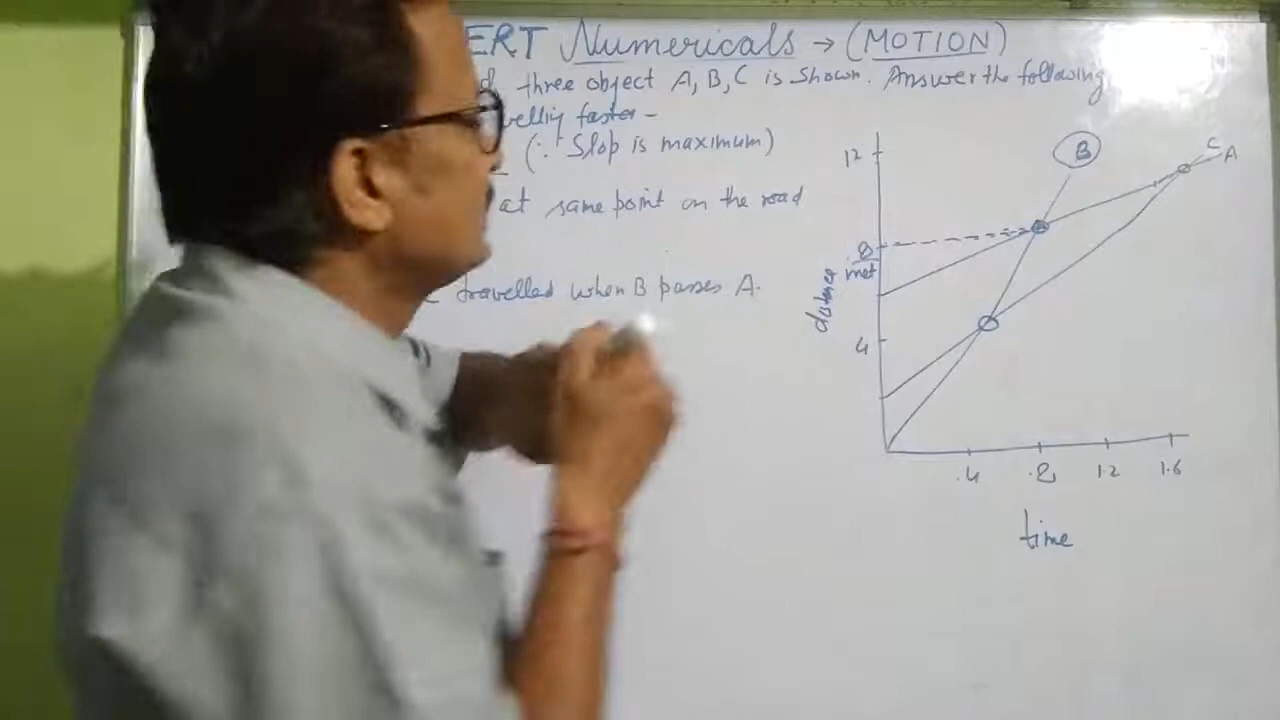 ERT Numericals → (MOTION)
three object A, B, C is shown. Answer the following
velling faster -
(∵ Slop is maximum)
at same point on the road
travelled when B passes A.
B
C
A
12
8
met
distance
4
.4 .8 1.2 1.6
time